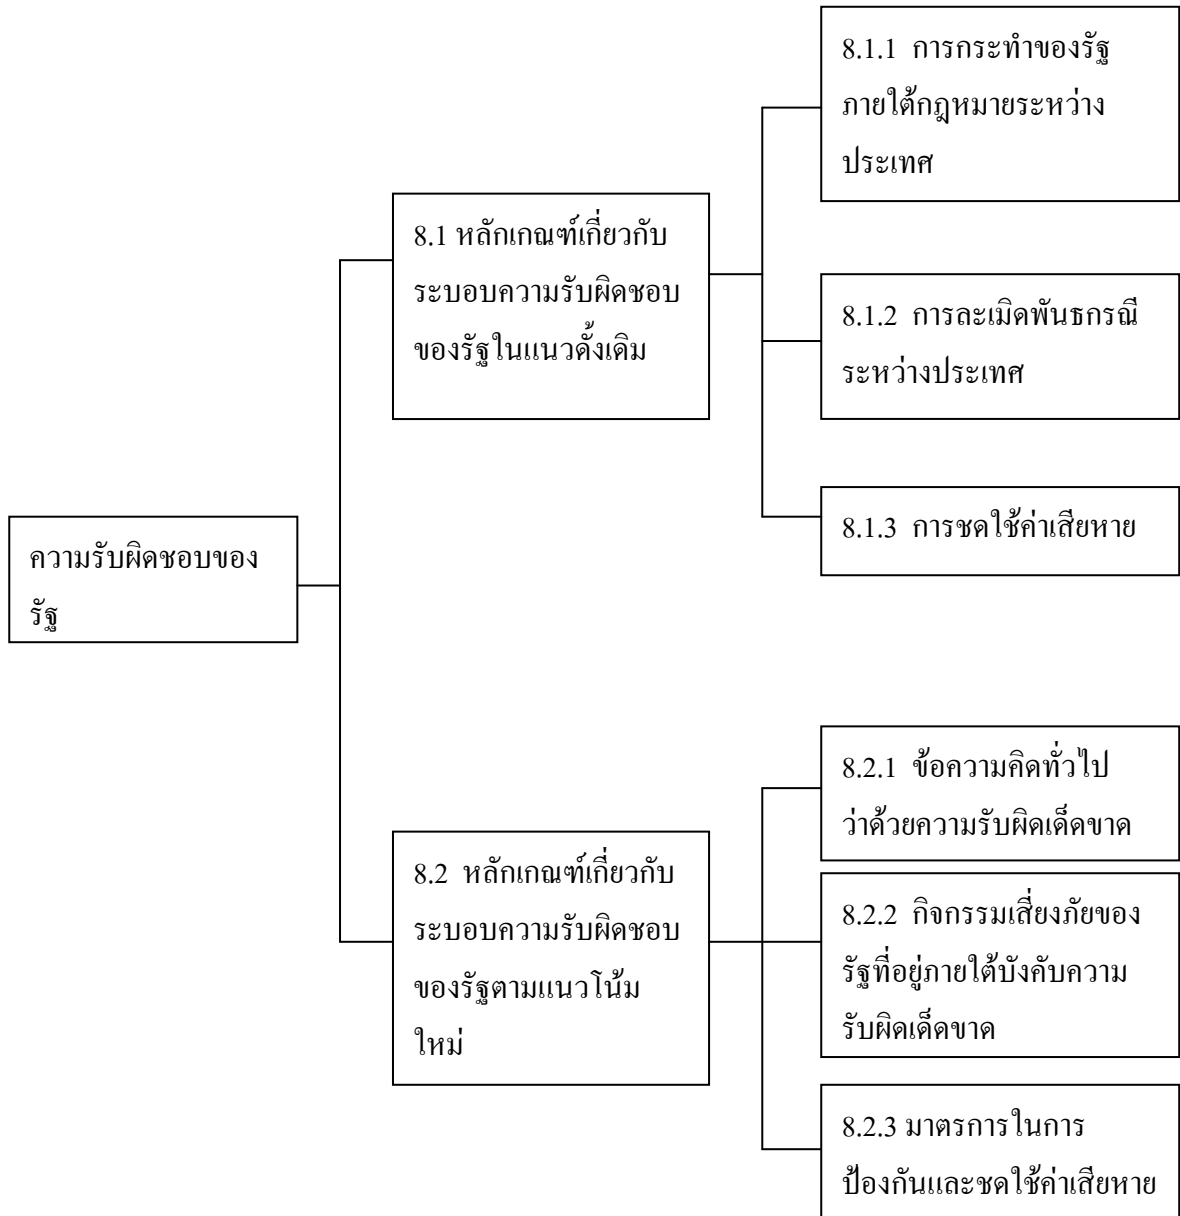 ความรับผิดชอบของ
รัฐ
8.1 หลักเกณฑ์เกี่ยวกับ
ระบอบความรับผิดชอบ
ของรัฐในแนวดั้งเดิม
8.1.1 การกระทำของรัฐ
ภายใต้กฎหมายระหว่าง
ประเทศ
8.1.2 การละเมิดพันธกรณี
ระหว่างประเทศ
8.1.3 การชดใช้ค่าเสียหาย
8.2 หลักเกณฑ์เกี่ยวกับ
ระบอบความรับผิดชอบ
ของรัฐตามแนวโน้ม
ใหม่
8.2.1 ข้อความคิดทั่วไป
ว่าด้วยความรับผิดเด็ดขาด
8.2.2 กิจกรรมเสี่ยงภัยของ
รัฐที่อยู่ภายใต้บังคับความ
รับผิดเด็ดขาด
8.2.3 มาตรการในการ
ป้องกันและชดใช้ค่าเสียหาย